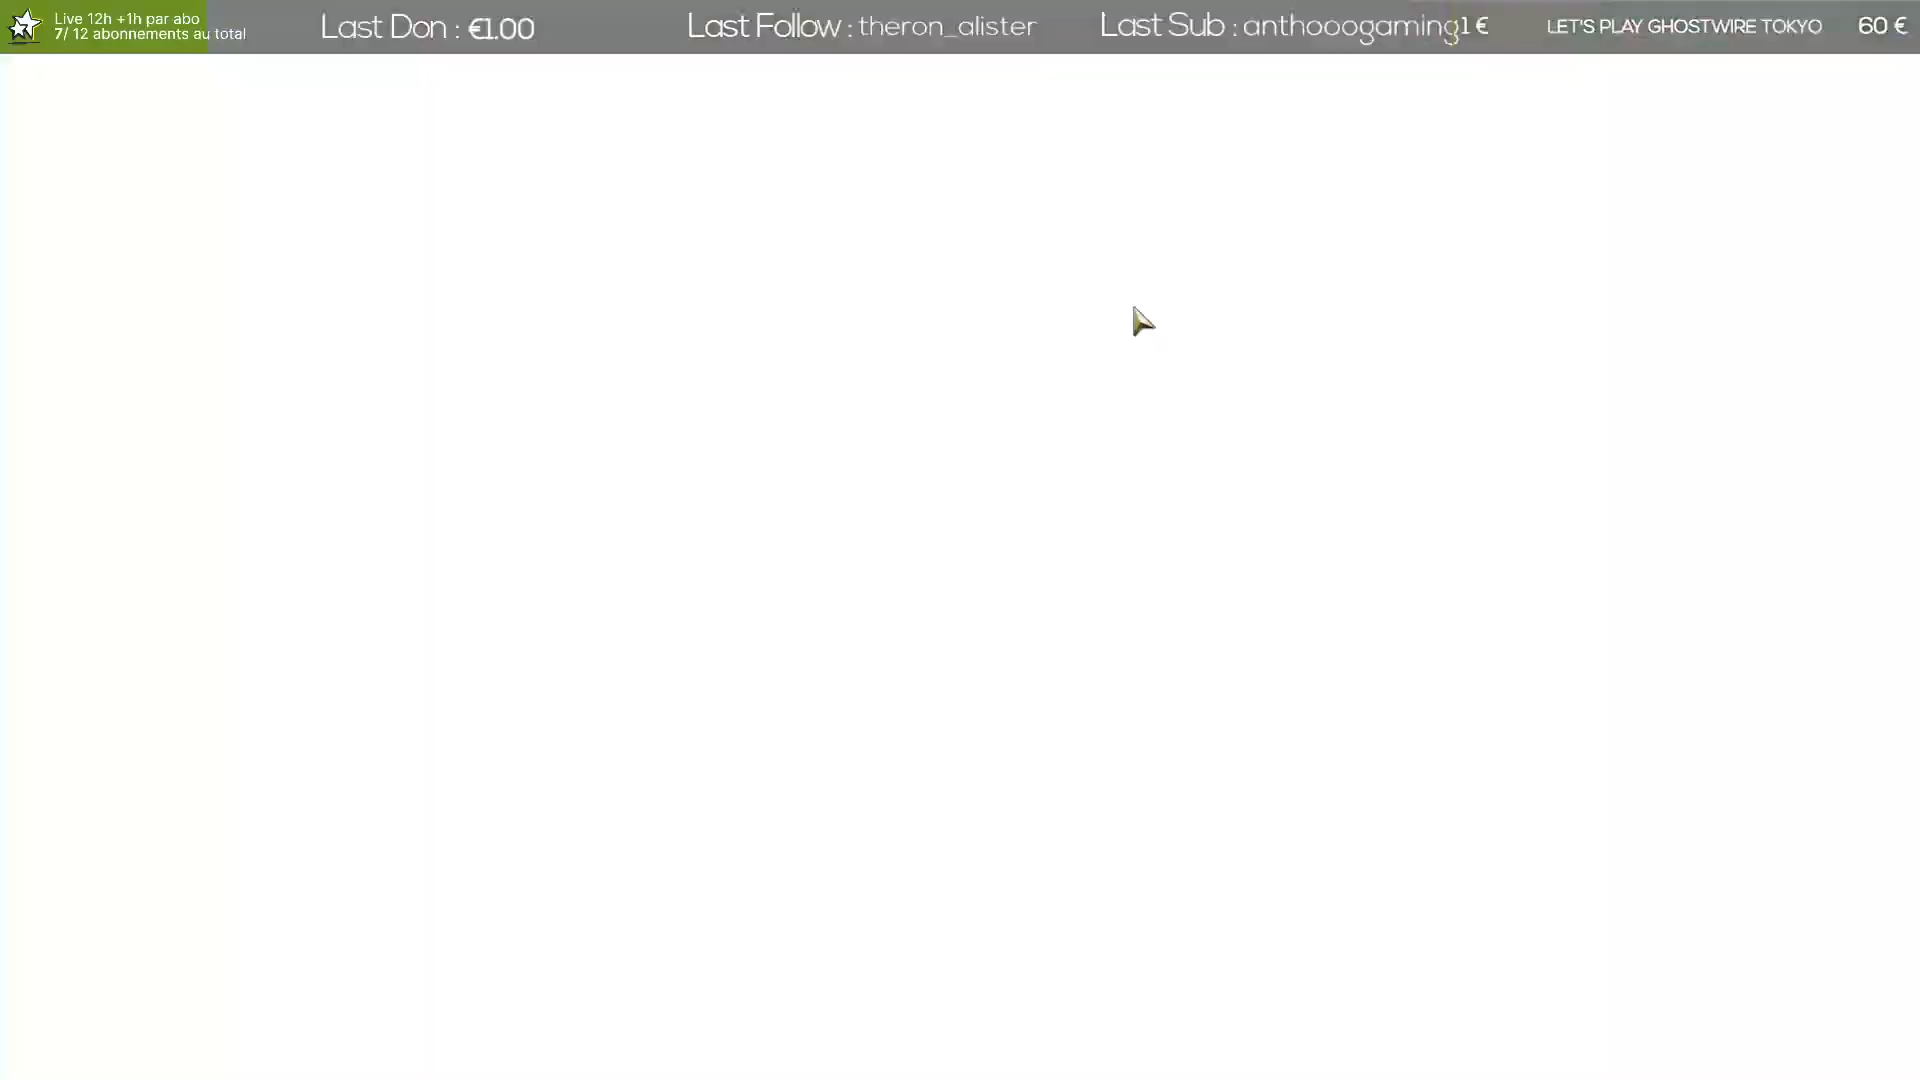 Live 12h +1h par abo
7/ 12 abonnements au total
Last Don : €1.00
Last Follow : theron_alister
Last Sub : anthooogaming
1 €
LET'S PLAY GHOSTWIRE TOKYO
60 €